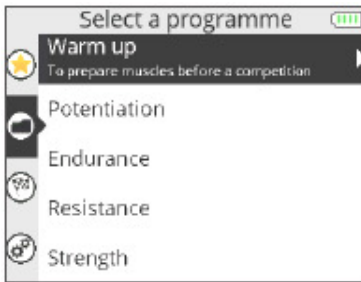 Select a programme
Warm up
To prepare muscles before a competition
Potentiation
Endurance
Resistance
Strength